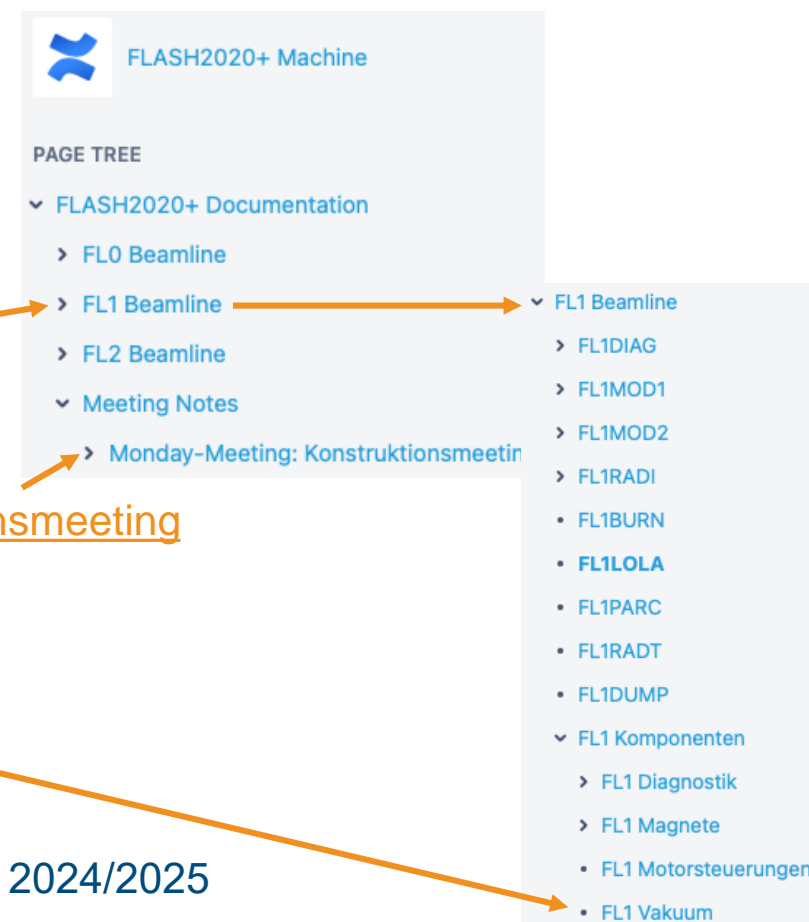 FLASH2020+ Machine
PAGE TREE
FLASH2020+ Documentation
FL0 Beamline
FL1 Beamline
FL2 Beamline
Meeting Notes
Monday-Meeting: Konstruktionsmeetin
nsmeeting
2024/2025
FL1 Beamline
FL1DIAG
FL1MOD1
FL1MOD2
FL1RADI
FL1BURN
FL1LOLA
FL1PARC
FL1RADT
FL1DUMP
FL1 Komponenten
FL1 Diagnostik
FL1 Magnete
FL1 Motorsteuerungen
FL1 Vakuum